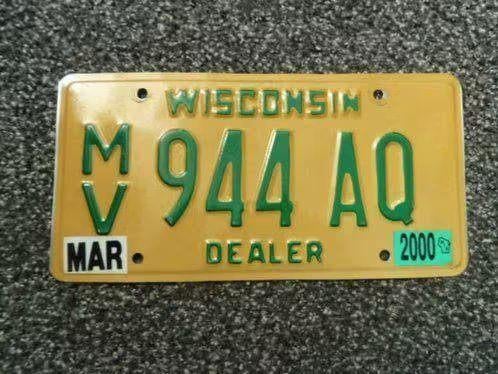 WISCONSIN
MV 944 AQ
MAR DEALER 2000